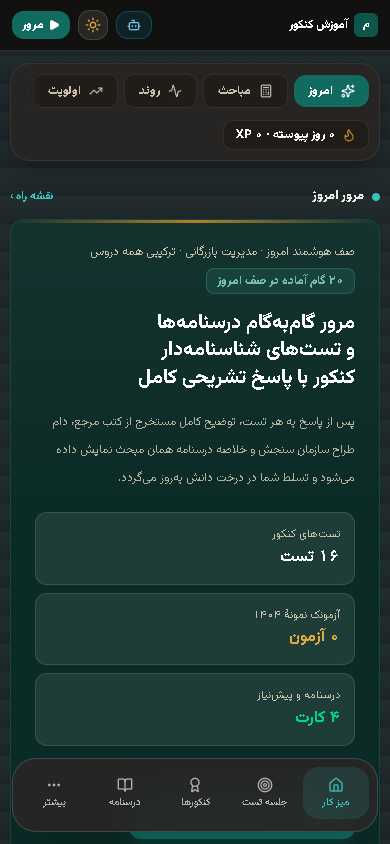 م آموزش کنکور
مرور
امروز مباحث روند اولویت
۰ روز پیوسته · ۰ XP
مرور امروز
نقشه راه ›
صف هوشمند امروز · مدیریت بازرگانی · ترکیبی همه دروس
۲۰ گام آماده در صف امروز
مرور گام‌به‌گام درسنامه‌ها
و تست‌های شناسنامه‌دار
کنکور با پاسخ تشریحی کامل
پس از پاسخ به هر تست، توضیح کامل مستخرج از کتب مرجع، دام
طراح سازمان سنجش و خلاصه درسنامه همان مبحث نمایش داده
می‌شود و تسلط شما در درخت دانش به‌روز می‌گردد.
تست‌های کنکور
۱۶ تست
آزمونک نمونهٔ ۱۴۰۴
۰ آزمون
درسنامه و پیش‌نیاز
۴ کارت
میز کار جلسه تست کنکورها درسنامه بیشتر